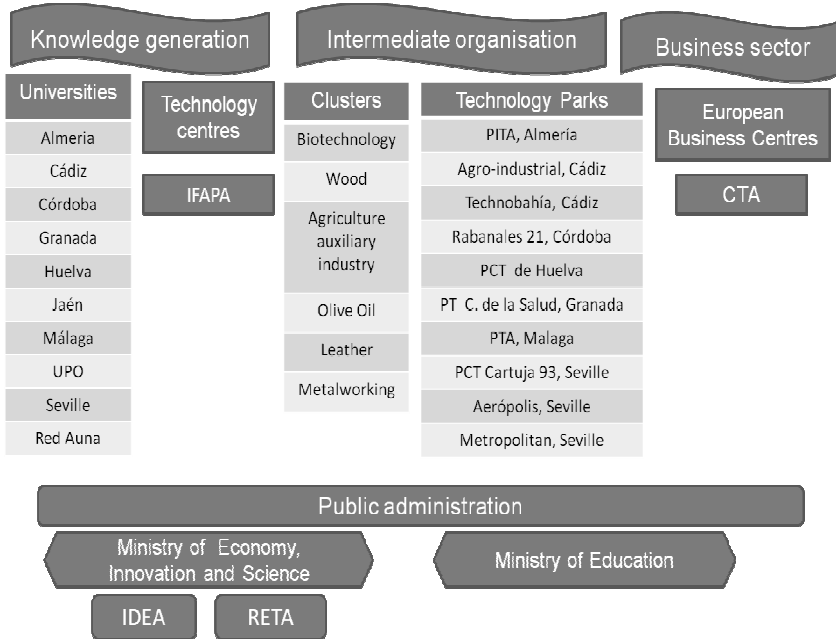 Knowledge generation
Intermediate organisation
Business sector
Universities
Almeria
Cádiz
Córdoba
Granada
Huelva
Jaén
Málaga
UPO
Seville
Red Auna
Technology
centres
IFAPA
Clusters
Biotechnology
Wood
Agriculture
auxiliary
industry
Olive Oil
Leather
Metalworking
Technology Parks
PITA, Almería
Agro-industrial, Cádiz
Technobahía, Cádiz
Rabanales 21, Córdoba
PCT de Huelva
PT C. de la Salud, Granada
PTA, Malaga
PCT Cartuja 93, Seville
Aerópolis, Seville
Metropolitan, Seville
European
Business Centres
CTA
Public administration
Ministry of Economy,
Innovation and Science
Ministry of Education
IDEA
RETA